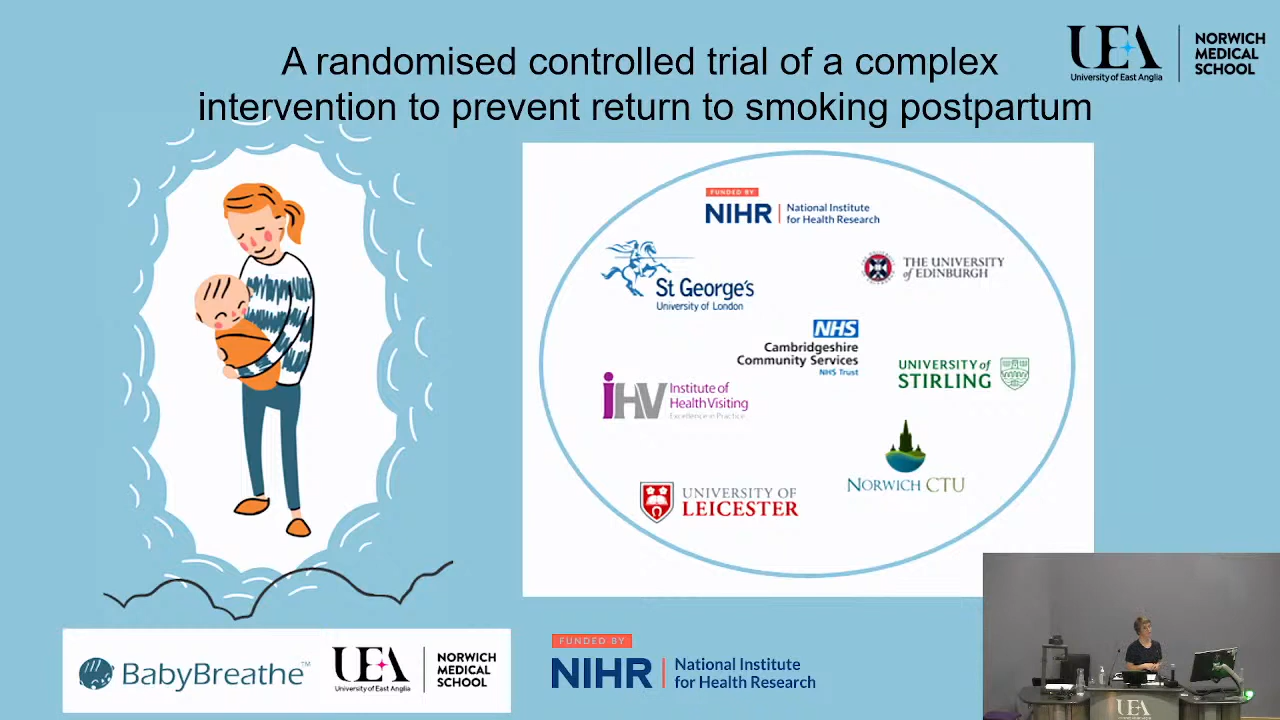 A randomised controlled trial of a complex
intervention to prevent return to smoking postpartum
UEA
University of East Anglia
NORWICH
MEDICAL
SCHOOL
FUNDED BY
NIHR
National Institute
for Health Research
St George's
University of London
THE UNIVERSITY
of EDINBURGH
NHS
Cambridgeshire
Community Services
NHS Trust
UNIVERSITY of
STIRLING
iHV
Institute of
Health Visiting
Excellence in Practice
NORWICH CTU
UNIVERSITY OF
LEICESTER
BabyBreathe™
UEA
University of East Anglia
NORWICH
MEDICAL
SCHOOL
FUNDED BY
NIHR
National Institute
for Health Research
UEA